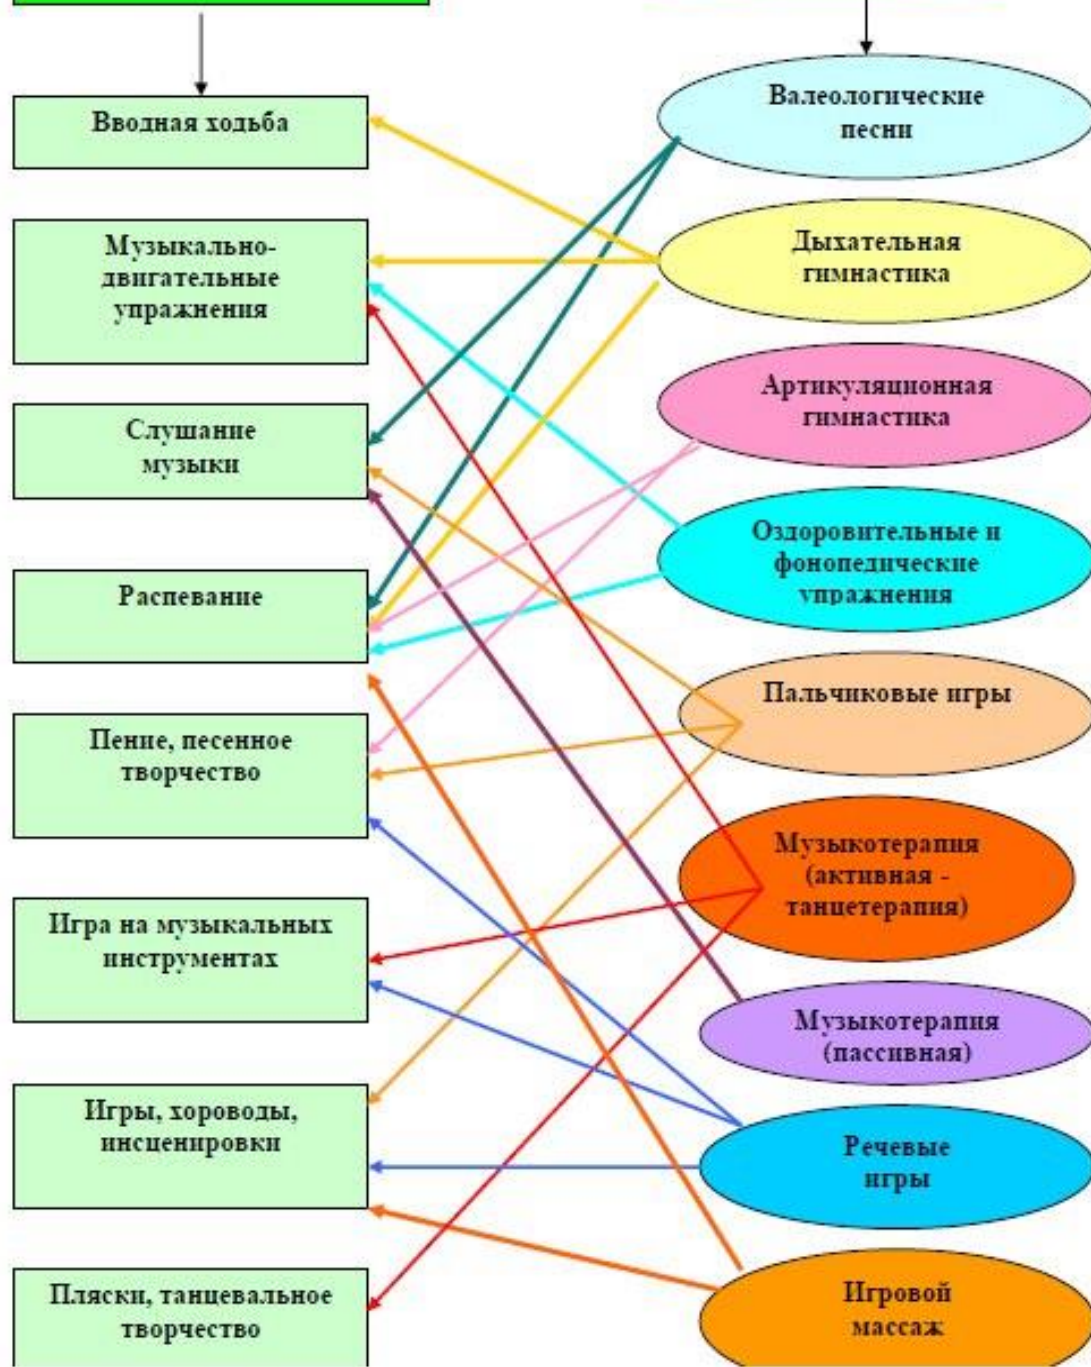 Вводная ходьба
Музыкально-
двигательные
упражнения
Слушание
музыки
Распевание
Пение, песенное
творчество
Игра на музыкальных
инструментах
Игры, хороводы,
инсценировки
Пляски, танцевальное
творчество
Валеологические
песни
Дыхательная
гимнастика
Артикуляционная
гимнастика
Оздоровительные и
фонопедические
упражнения
Пальчиковые игры
Музыкотерапия
(активная -
танцетерапия)
Музыкотерапия
(пассивная)
Речевые
игры
Игровой
массаж